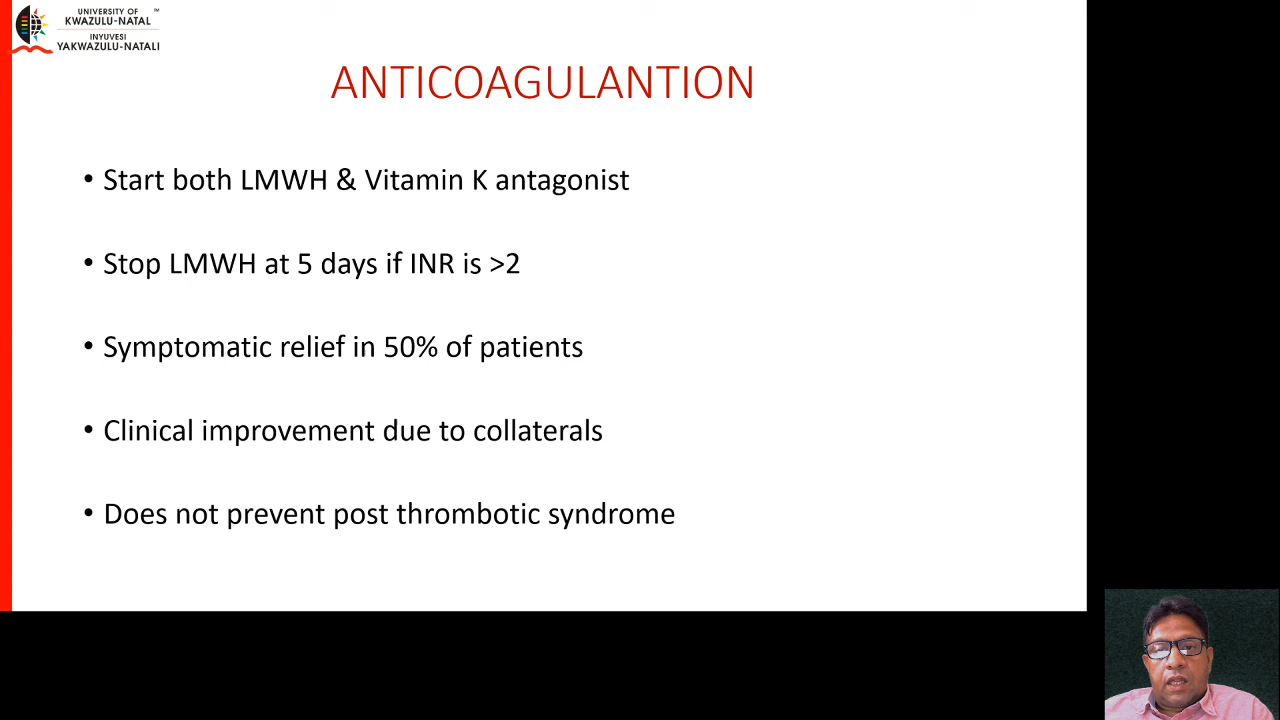 UNIVERSITY OF ™
KWAZULU-NATAL
INYUVESI
YAKWAZULU-NATALI
ANTICOAGULANTION
• Start both LMWH & Vitamin K antagonist
• Stop LMWH at 5 days if INR is >2
• Symptomatic relief in 50% of patients
• Clinical improvement due to collaterals
• Does not prevent post thrombotic syndrome